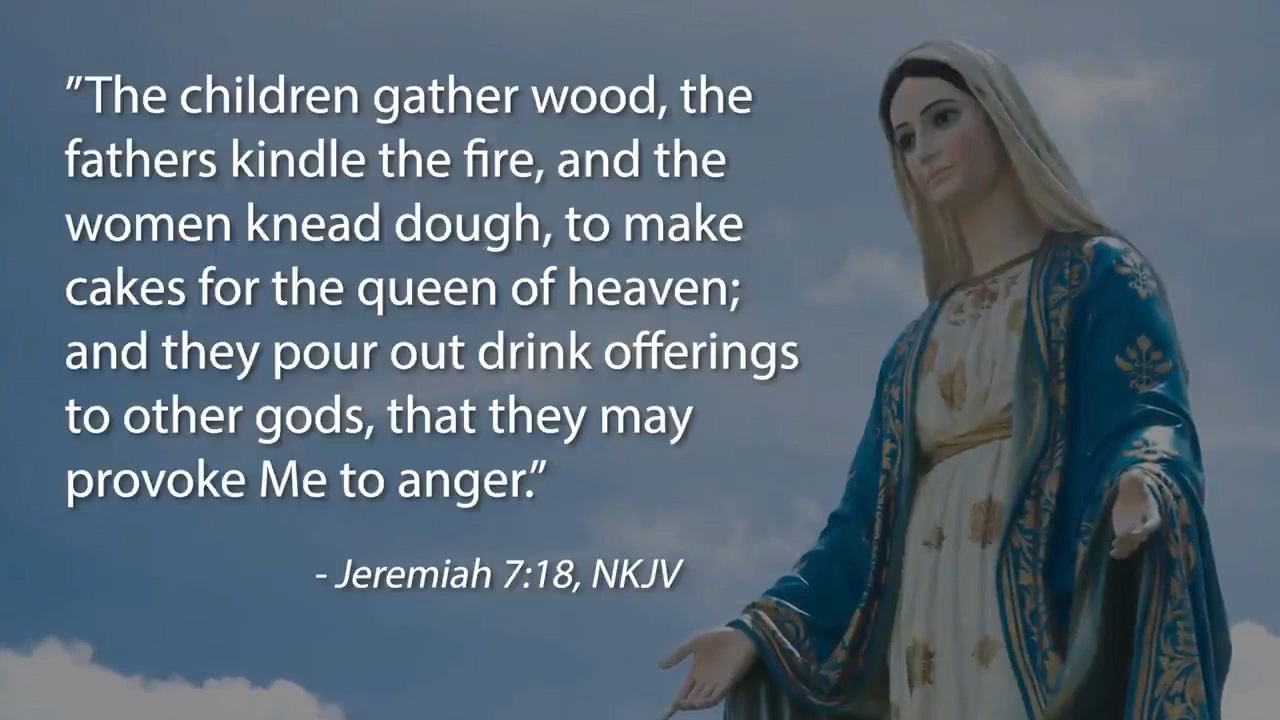 ”The children gather wood, the
fathers kindle the fire, and the
women knead dough, to make
cakes for the queen of heaven;
and they pour out drink offerings
to other gods, that they may
provoke Me to anger.”
- Jeremiah 7:18, NKJV